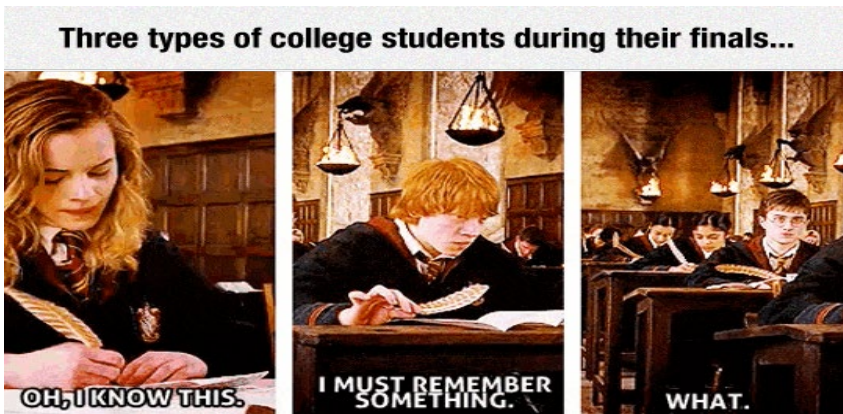 Three types of college students during their finals...
OH, I KNOW THIS.
I MUST REMEMBER
SOMETHING.
WHAT.